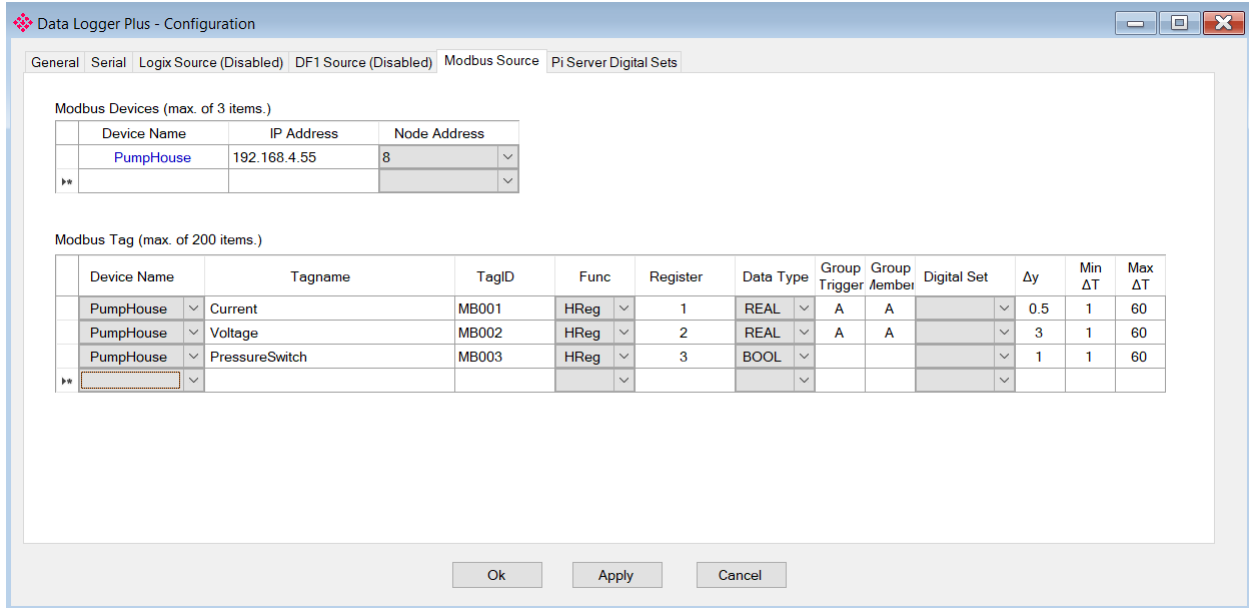 Data Logger Plus - Configuration
General Serial Logix Source (Disabled) DF1 Source (Disabled) Modbus Source Pi Server Digital Sets
Modbus Devices (max. of 3 items.)
Device Name IP Address Node Address
PumpHouse 192.168.4.55 8
Modbus Tag (max. of 200 items.)
Device Name Tagname TagID Func Register Data Type Group Trigger Group Member Digital Set Δy Min ΔT Max ΔT
PumpHouse Current MB001 HReg 1 REAL A A 0.5 1 60
PumpHouse Voltage MB002 HReg 2 REAL A A 3 1 60
PumpHouse PressureSwitch MB003 HReg 3 BOOL 1 1 60
Ok Apply Cancel